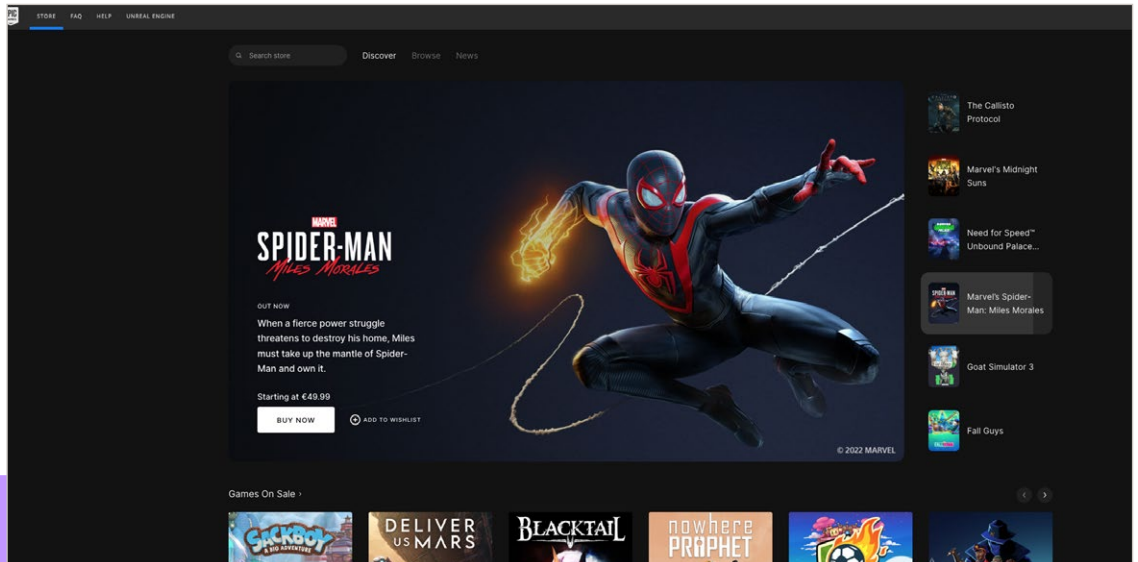 STORE FAQ HELP UNREAL ENGINE
Search store
Discover Browse News
MARVEL
SPIDER-MAN
MILES MORALES
OUT NOW
When a fierce power struggle
threatens to destroy his home, Miles
must take up the mantle of Spider-
Man and own it.
Starting at €49.99
BUY NOW
ADD TO WISHLIST
© 2022 MARVEL
The Callisto
Protocol
Marvel's Midnight
Suns
Need for Speed™
Unbound Palace...
Marvel's Spider-
Man: Miles Morales
Goat Simulator 3
Fall Guys
Games On Sale ›
SACKBOY
A BIG ADVENTURE
DELIVER
US MARS
BLACKTAIL
nowhere
PROPHET